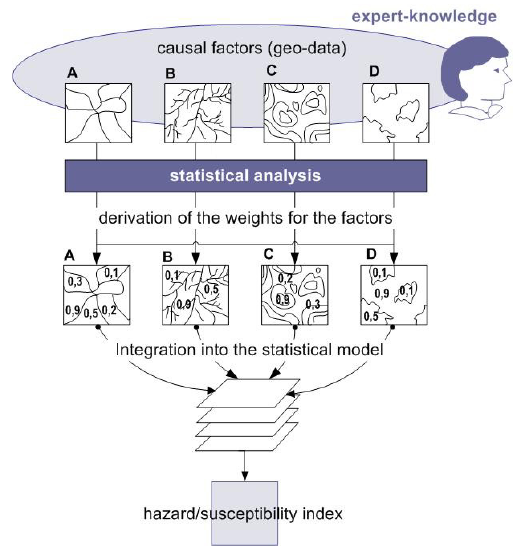 expert-knowledge
causal factors (geo-data)
A B C D
statistical analysis
derivation of the weights for the factors
A B C D
0,3 0,1 0,9 0,5 0,2
0,1 0,5 0,9
0,2 0,9 0,3
0,1 0,9 0,1 0,5
Integration into the statistical model
hazard/susceptibility index